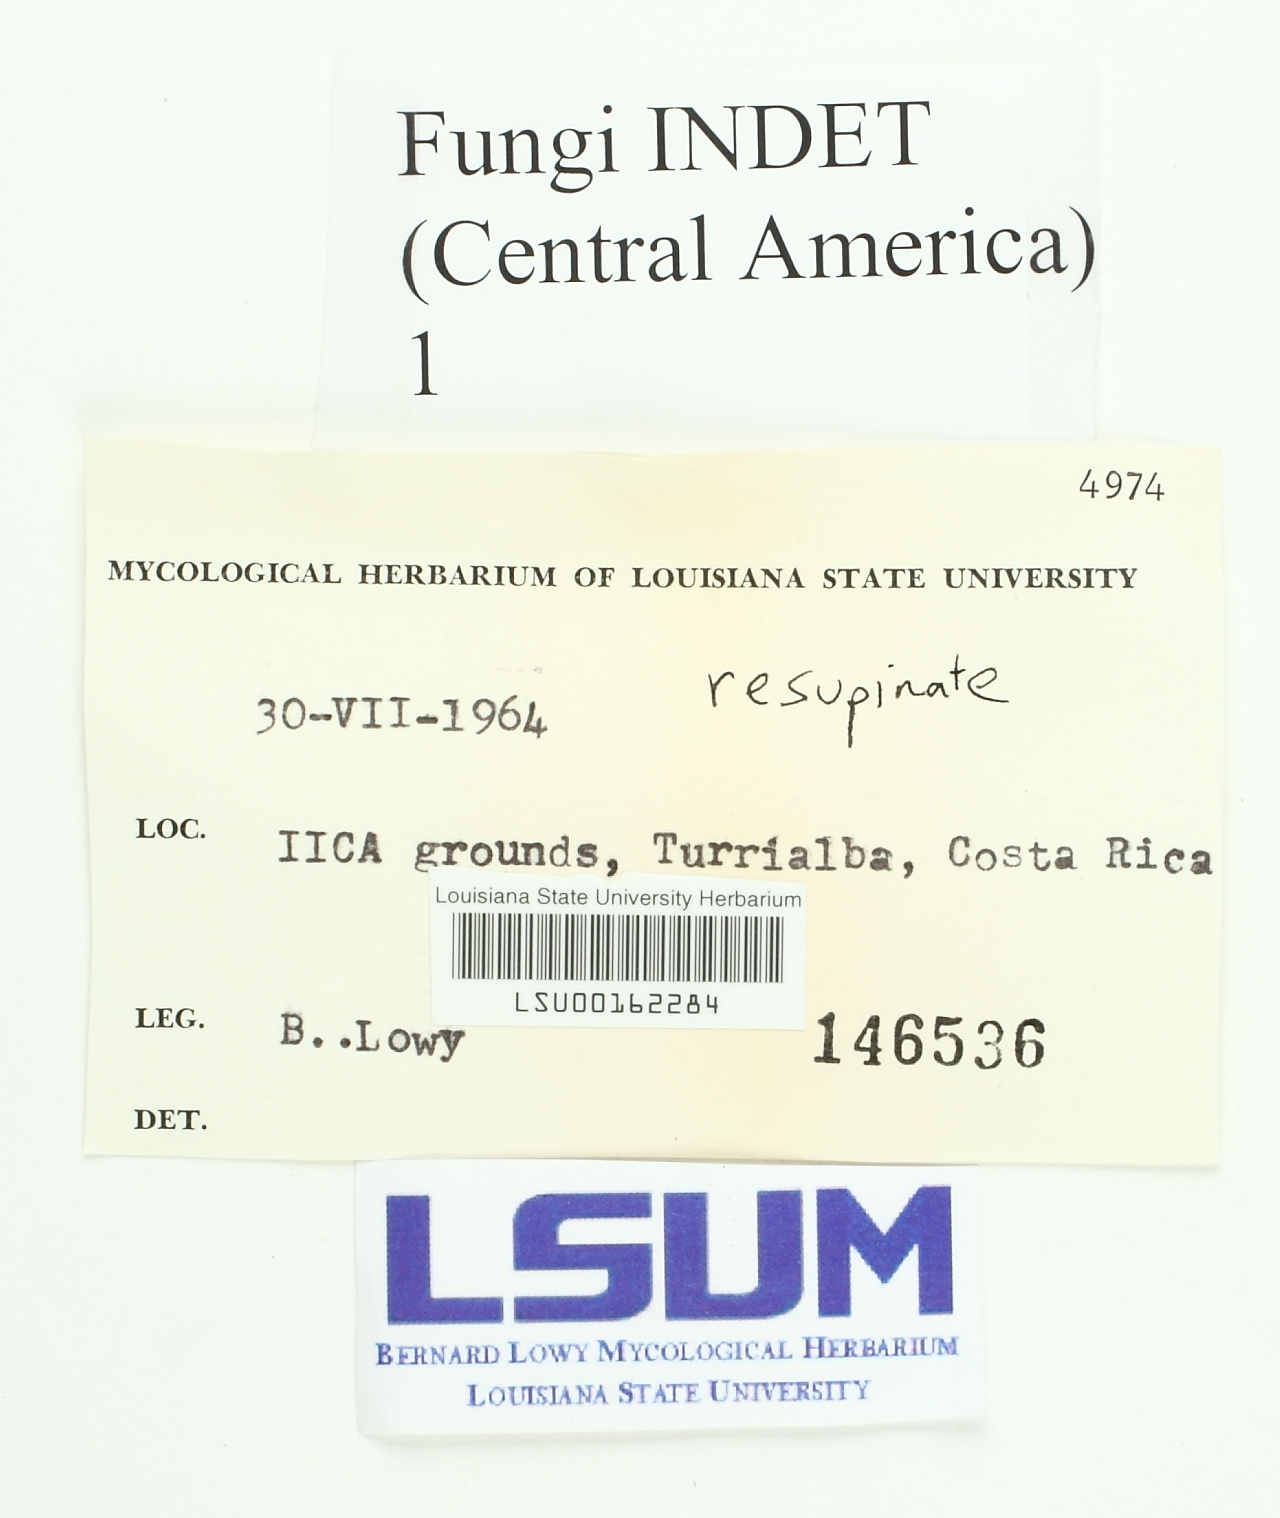 Fungi INDET
(Central America)
1
4974
MYCOLOGICAL HERBARIUM OF LOUISIANA STATE UNIVERSITY
30-VII-1964 resupinate
LOC. IICA grounds, Turrialba, Costa Rica
Louisiana State University Herbarium
LSU00162284
LEG. B..Lowy 146536
DET.
LSUM
BERNARD LOWY MYCOLOGICAL HERBARIUM
LOUISIANA STATE UNIVERSITY